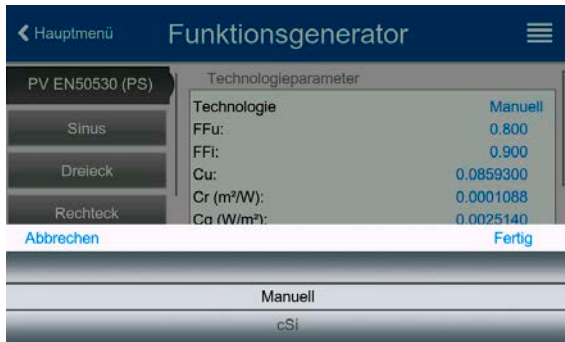 Hauptmenü
Funktionsgenerator
PV EN50530 (PS)
Sinus
Dreieck
Rechteck
Technologieparameter
Technologie Manuell
FFu: 0.800
FFi: 0.900
Cu: 0.0859300
Cr (m²/W): 0.0001088
Cg (W/m²): 0.0025140
Abbrechen Fertig
Manuell
cSi